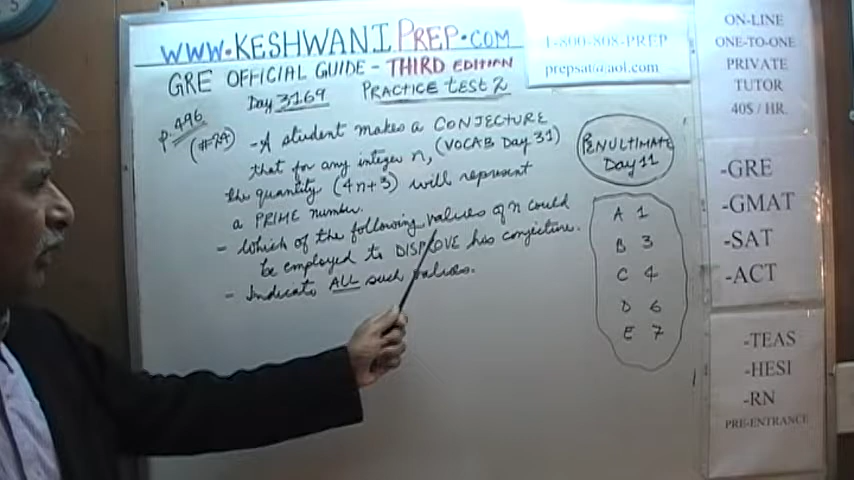 www.KESHWANIPREP.COM
1-800-808-PREP
prepsat@aol.com
GRE OFFICIAL GUIDE - THIRD EDITION
Day 3169 PRACTICE test 2
p.496
(#24)
- A student makes a CONJECTURE
that for any integer n, (VOCAB Day 31)
the quantity (4n+3) will represent
a PRIME number.
- Which of the following values of n could
be employed to DISPROVE his conjecture.
- Indicate ALL such values.
PENULTIMATE
Day 11
A 1
B 3
C 4
D 6
E 7
ON-LINE
ONE-TO-ONE
PRIVATE
TUTOR
40$ / HR.
-GRE
-GMAT
-SAT
-ACT
-TEAS
-HESI
-RN
PRE-ENTRANCE